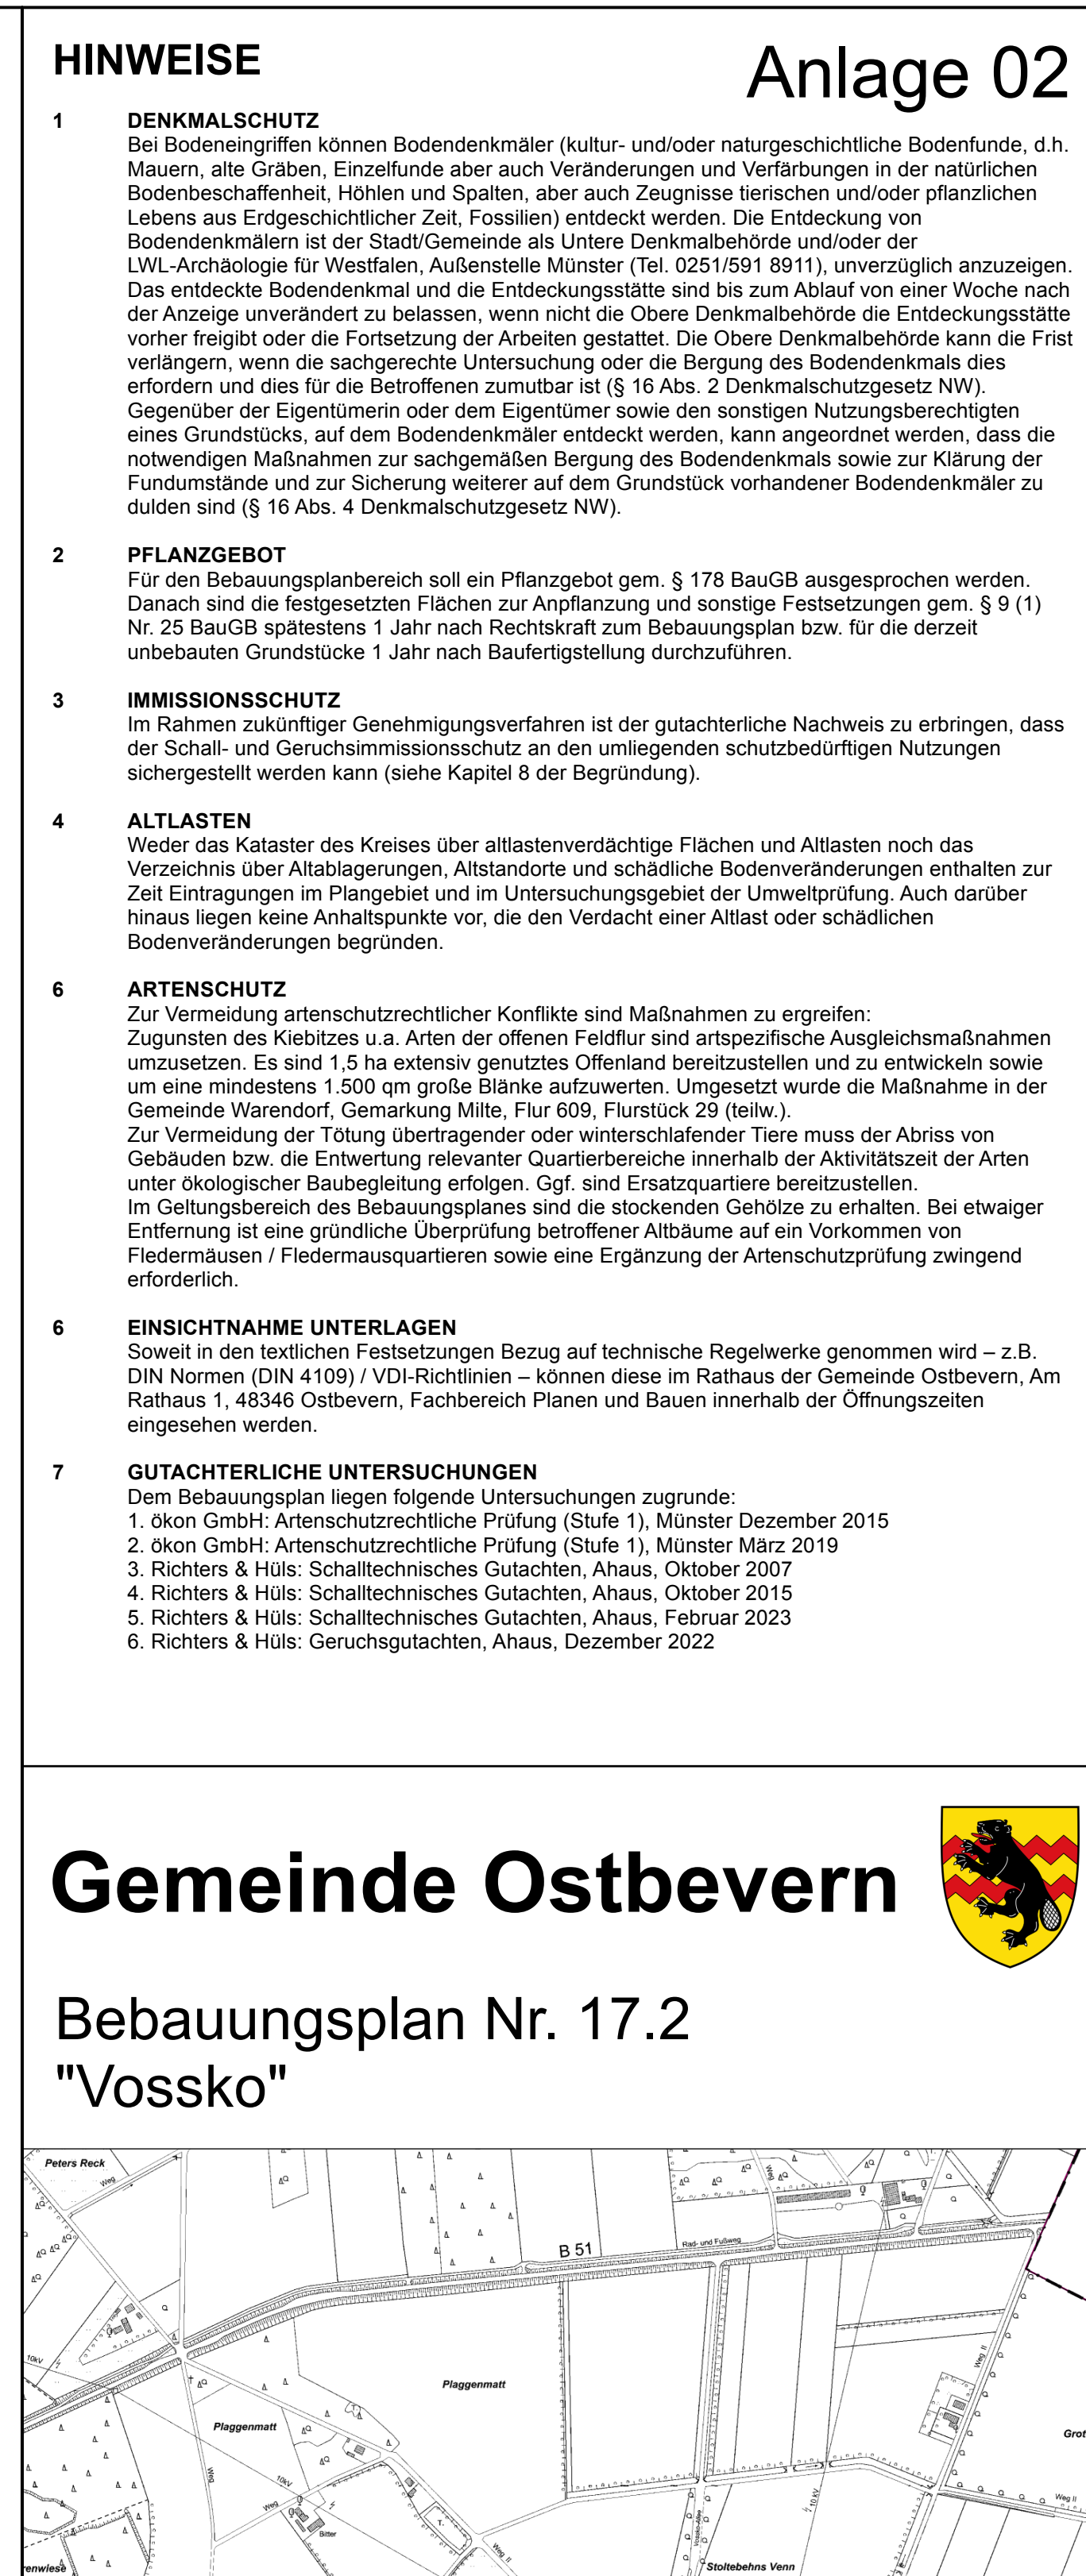 HINWEISE
Anlage 02
1 DENKMALSCHUTZ
Bei Bodeneingriffen können Bodendenkmäler (kultur- und/oder naturgeschichtliche Bodenfunde, d.h.
Mauern, alte Gräben, Einzelfunde aber auch Veränderungen und Verfärbungen in der natürlichen
Bodenbeschaffenheit, Höhlen und Spalten, aber auch Zeugnisse tierischen und/oder pflanzlichen
Lebens aus Erdgeschichtlicher Zeit, Fossilien) entdeckt werden. Die Entdeckung von
Bodendenkmälern ist der Stadt/Gemeinde als Untere Denkmalbehörde und/oder der
LWL-Archäologie für Westfalen, Außenstelle Münster (Tel. 0251/591 8911), unverzüglich anzuzeigen.
Das entdeckte Bodendenkmal und die Entdeckungsstätte sind bis zum Ablauf von einer Woche nach
der Anzeige unverändert zu belassen, wenn nicht die Obere Denkmalbehörde die Entdeckungsstätte
vorher freigibt oder die Fortsetzung der Arbeiten gestattet. Die Obere Denkmalbehörde kann die Frist
verlängern, wenn die sachgerechte Untersuchung oder die Bergung des Bodendenkmals dies
erfordern und dies für die Betroffenen zumutbar ist (§ 16 Abs. 2 Denkmalschutzgesetz NW).
Gegenüber der Eigentümerin oder dem Eigentümer sowie den sonstigen Nutzungsberechtigten
eines Grundstücks, auf dem Bodendenkmäler entdeckt werden, kann angeordnet werden, dass die
notwendigen Maßnahmen zur sachgemäßen Bergung des Bodendenkmals sowie zur Klärung der
Fundumstände und zur Sicherung weiterer auf dem Grundstück vorhandener Bodendenkmäler zu
dulden sind (§ 16 Abs. 4 Denkmalschutzgesetz NW).
2 PFLANZGEBOT
Für den Bebauungsplanbereich soll ein Pflanzgebot gem. § 178 BauGB ausgesprochen werden.
Danach sind die festgesetzten Flächen zur Anpflanzung und sonstige Festsetzungen gem. § 9 (1)
Nr. 25 BauGB spätestens 1 Jahr nach Rechtskraft zum Bebauungsplan bzw. für die derzeit
unbebauten Grundstücke 1 Jahr nach Baufertigstellung durchzuführen.
3 IMMISSIONSSCHUTZ
Im Rahmen zukünftiger Genehmigungsverfahren ist der gutachterliche Nachweis zu erbringen, dass
der Schall- und Geruchsimmissionsschutz an den umliegenden schutzbedürftigen Nutzungen
sichergestellt werden kann (siehe Kapitel 8 der Begründung).
4 ALTLASTEN
Weder das Kataster des Kreises über altlastenverdächtige Flächen und Altlasten noch das
Verzeichnis über Altablagerungen, Altstandorte und schädliche Bodenveränderungen enthalten zur
Zeit Eintragungen im Plangebiet und im Untersuchungsgebiet der Umweltprüfung. Auch darüber
hinaus liegen keine Anhaltspunkte vor, die den Verdacht einer Altlast oder schädlichen
Bodenveränderungen begründen.
6 ARTENSCHUTZ
Zur Vermeidung artenschutzrechtlicher Konflikte sind Maßnahmen zu ergreifen:
Zugunsten des Kiebitzes u.a. Arten der offenen Feldflur sind artspezifische Ausgleichsmaßnahmen
umzusetzen. Es sind 1,5 ha extensiv genutztes Offenland bereitzustellen und zu entwickeln sowie
um eine mindestens 1.500 qm große Blänke aufzuwerten. Umgesetzt wurde die Maßnahme in der
Gemeinde Warendorf, Gemarkung Milte, Flur 609, Flurstück 29 (teilw.).
Zur Vermeidung der Tötung übertragender oder winterschlafender Tiere muss der Abriss von
Gebäuden bzw. die Entwertung relevanter Quartierbereiche innerhalb der Aktivitätszeit der Arten
unter ökologischer Baubegleitung erfolgen. Ggf. sind Ersatzquartiere bereitzustellen.
Im Geltungsbereich des Bebauungsplanes sind die stockenden Gehölze zu erhalten. Bei etwaiger
Entfernung ist eine gründliche Überprüfung betroffener Altbäume auf ein Vorkommen von
Fledermäusen / Fledermausquartieren sowie eine Ergänzung der Artenschutzprüfung zwingend
erforderlich.
6 EINSICHTNAHME UNTERLAGEN
Soweit in den textlichen Festsetzungen Bezug auf technische Regelwerke genommen wird – z.B.
DIN Normen (DIN 4109) / VDI-Richtlinien – können diese im Rathaus der Gemeinde Ostbevern, Am
Rathaus 1, 48346 Ostbevern, Fachbereich Planen und Bauen innerhalb der Öffnungszeiten
eingesehen werden.
7 GUTACHTERLICHE UNTERSUCHUNGEN
Dem Bebauungsplan liegen folgende Untersuchungen zugrunde:
1. ökon GmbH: Artenschutzrechtliche Prüfung (Stufe 1), Münster Dezember 2015
2. ökon GmbH: Artenschutzrechtliche Prüfung (Stufe 1), Münster März 2019
3. Richters & Hüls: Schalltechnisches Gutachten, Ahaus, Oktober 2007
4. Richters & Hüls: Schalltechnisches Gutachten, Ahaus, Oktober 2015
5. Richters & Hüls: Schalltechnisches Gutachten, Ahaus, Februar 2023
6. Richters & Hüls: Geruchsgutachten, Ahaus, Dezember 2022
Gemeinde Ostbevern
Bebauungsplan Nr. 17.2
"Vossko"
Peters Reck
Weg
Weg
B 51
Rad- und Fußweg
10kV
Weg II
Plaggenmatt
Plaggenmatt
Grot
Weg
10kV
Weg
Bitter
T.
Weg II
Vossko-Allee
10 kV
Weg II
Stoltebehns Venn
renwiese